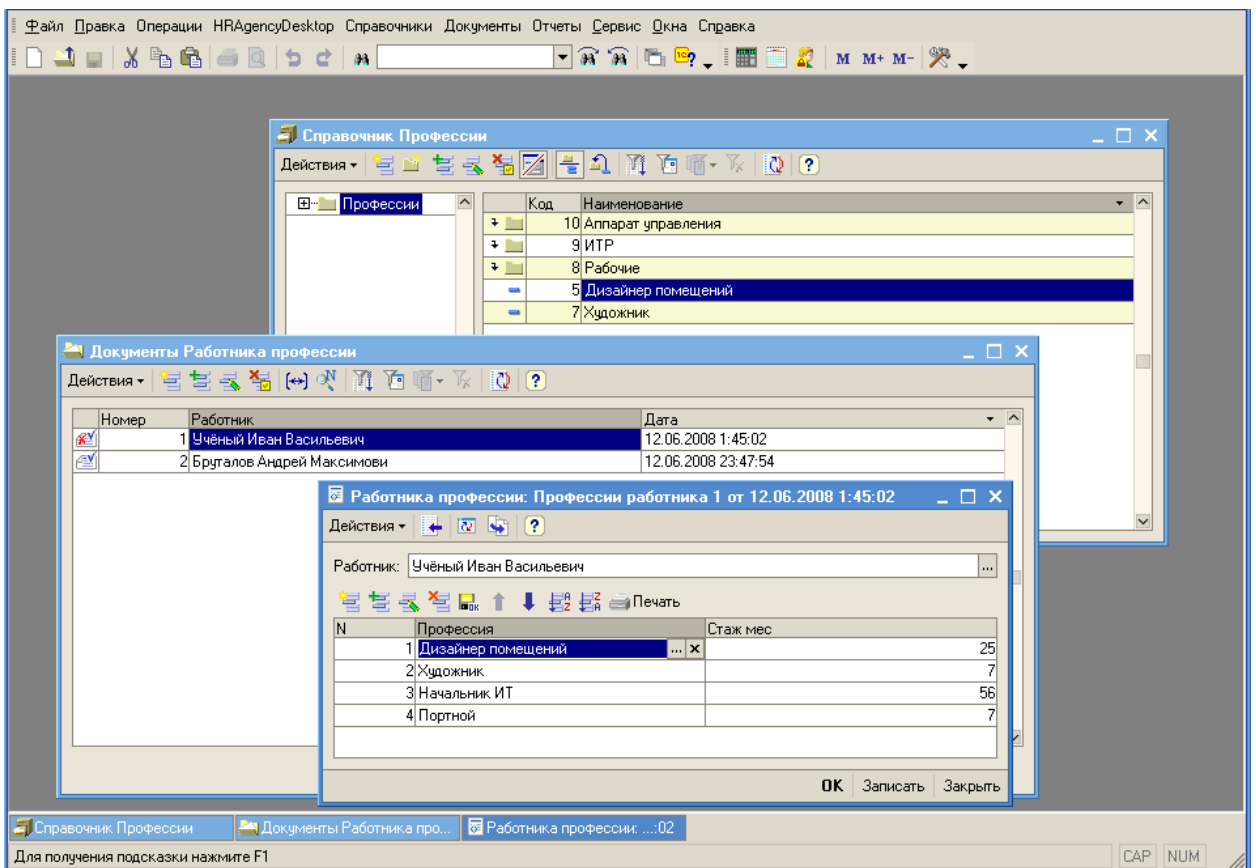 Файл Правка Операции HRAgencyDesktop Справочники Документы Отчеты Сервис Окна Справка
M M+ M-
Справочник Профессии
Действия
Профессии
Код Наименование
10 Аппарат управления
9 ИТР
8 Рабочие
5 Дизайнер помещений
7 Художник
Документы Работника профессии
Действия
Номер Работник Дата
1 Учёный Иван Васильевич 12.06.2008 1:45:02
2 Бруталов Андрей Максимови 12.06.2008 23:47:54
Работника профессии: Профессии работника 1 от 12.06.2008 1:45:02
Действия
Работник: Учёный Иван Васильевич ...
Печать
N Профессия Стаж мес
1 Дизайнер помещений ... x 25
2 Художник 7
3 Начальник ИТ 56
4 Портной 7
OK Записать Закрыть
Справочник Профессии Документы Работника про... Работника профессии: ...:02
Для получения подсказки нажмите F1 CAP NUM